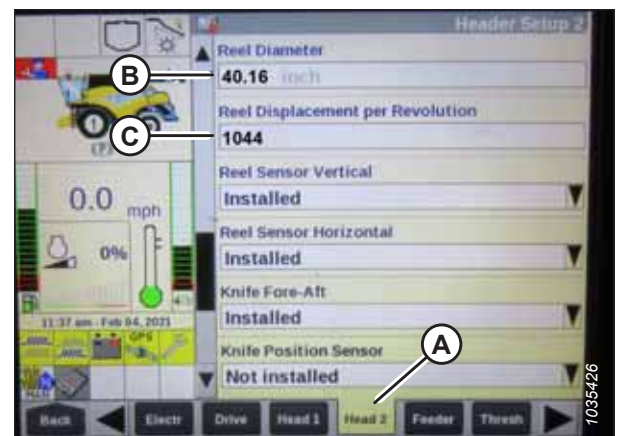 Header Setup 2
Reel Diameter
B
40.16 inch
Reel Displacement per Revolution
C
1044
Reel Sensor Vertical
Installed
0.0 mph
Reel Sensor Horizontal
Installed
0%
Knife Fore-Aft
Installed
11:37 am - Feb 04, 2021
GPS
Knife Position Sensor
A
Not installed
Back
Electr
Drive
Head 1
Head 2
Feeder
Thresh
1035426